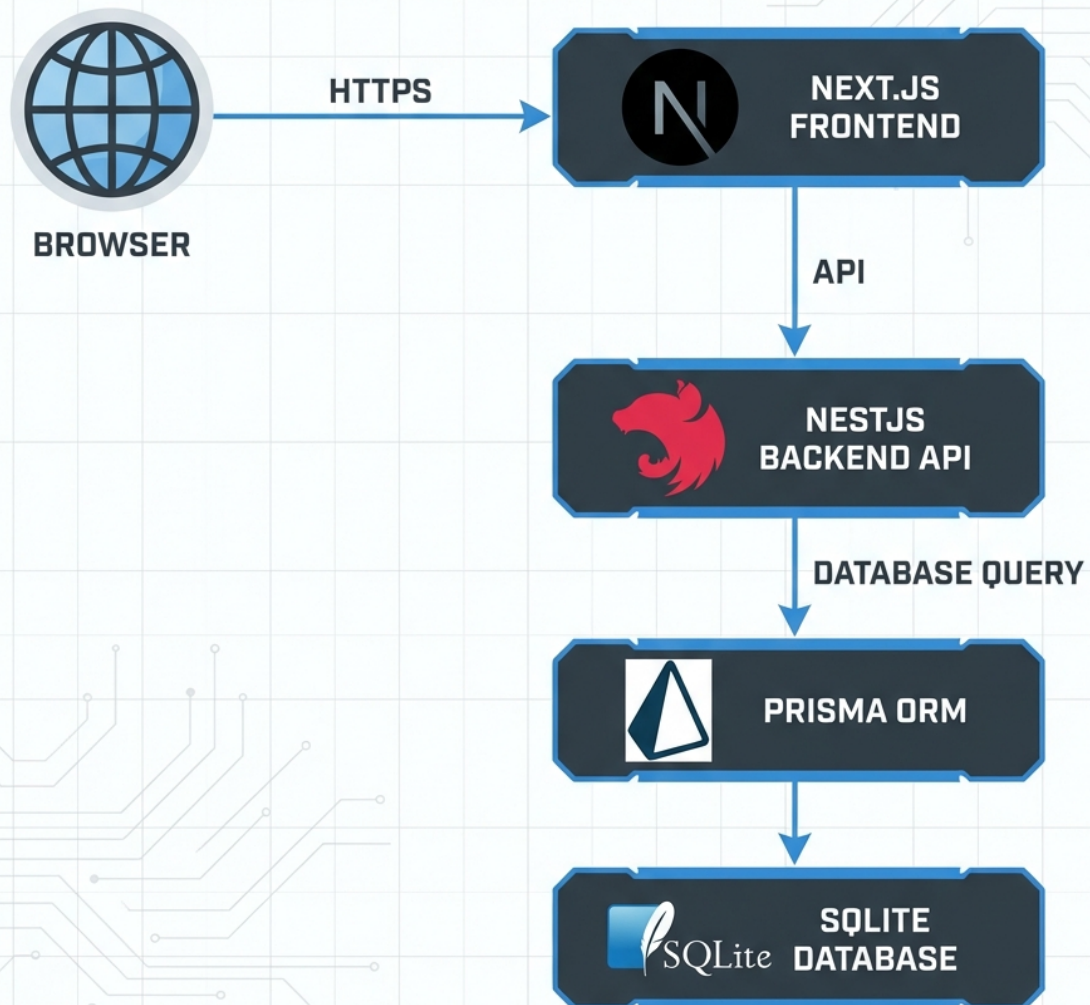 HTTPS
NEXT.JS
FRONTEND
BROWSER
API
NESTJS
BACKEND API
DATABASE QUERY
PRISMA ORM
SQLite
SQLITE
DATABASE